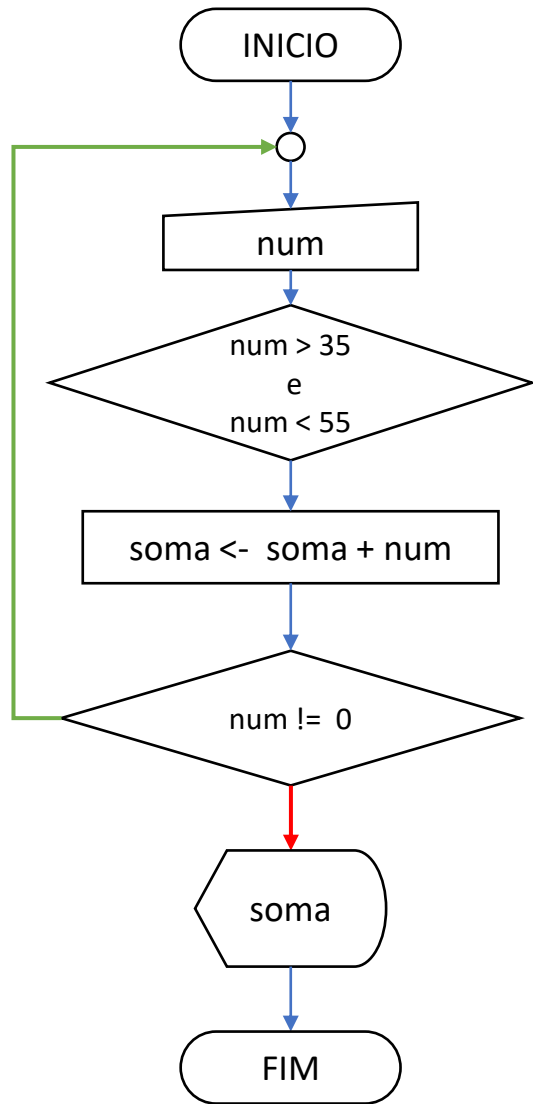 INICIO
num
num > 35
e
num < 55
soma <- soma + num
num != 0
soma
FIM